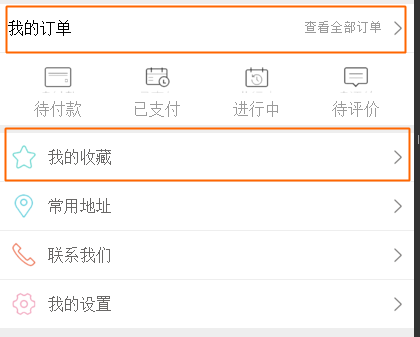 我的订单 查看全部订单
待付款 已支付 进行中 待评价
我的收藏
常用地址
联系我们
我的设置